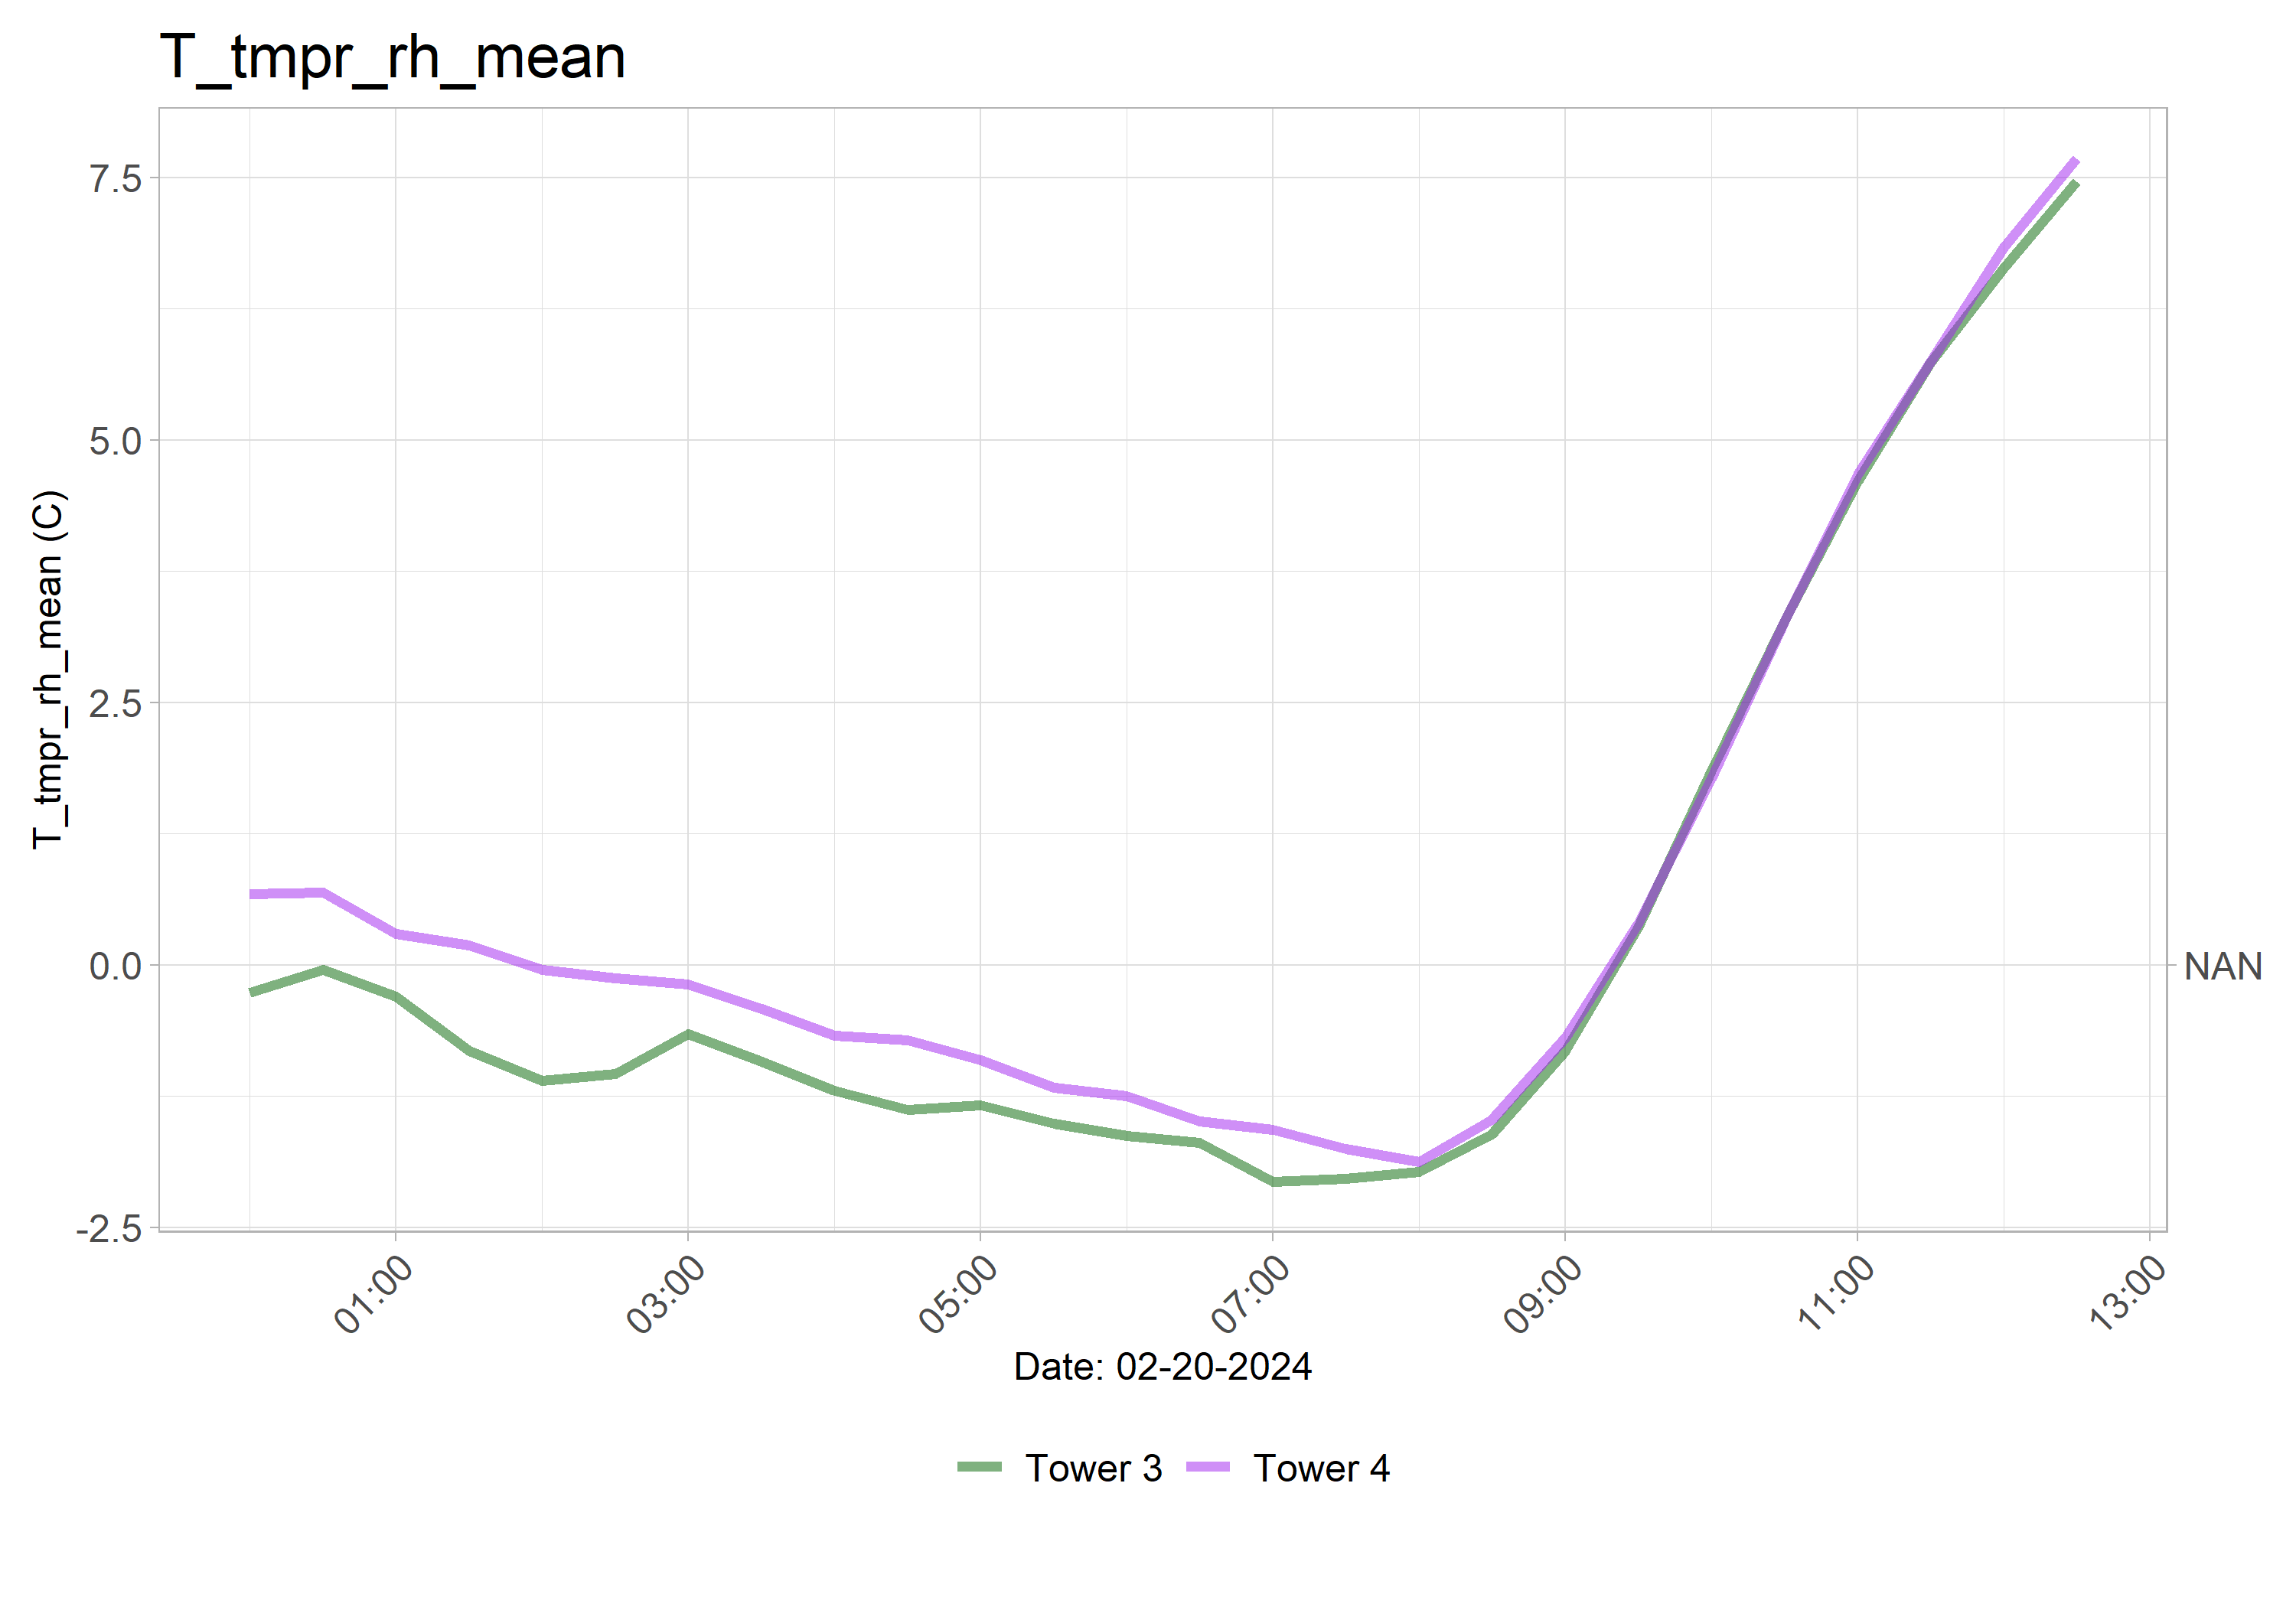 T_tmpr_rh_mean
T_tmpr_rh_mean (C)
7.5
5.0
2.5
0.0
-2.5
NAN
01:00 03:00 05:00 07:00 09:00 11:00 13:00
Date: 02-20-2024
Tower 3 Tower 4